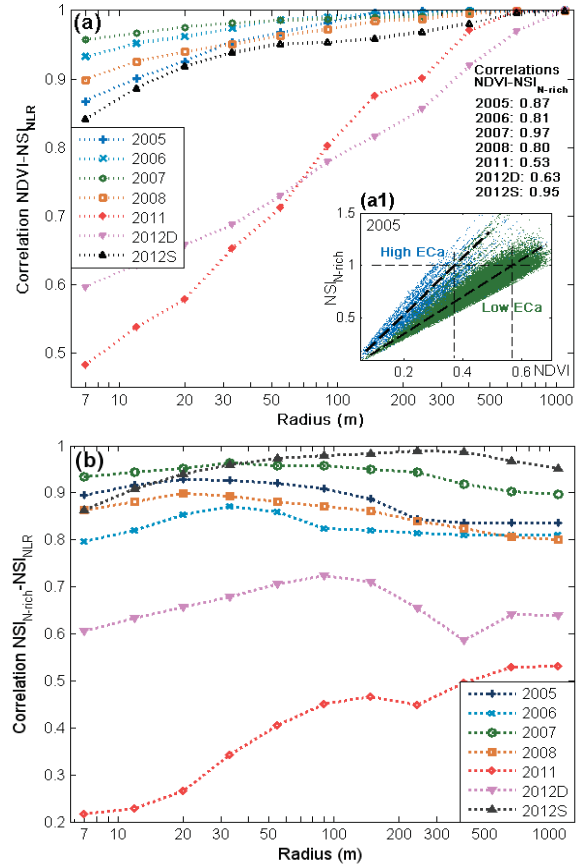 (a)
Correlation NDVI-NSI_NLR
1
0.9
0.8
0.7
0.6
0.5
2005
2006
2007
2008
2011
2012D
2012S
Correlations
NDVI-NSI_N-rich
2005: 0.87
2006: 0.81
2007: 0.97
2008: 0.80
2011: 0.53
2012D: 0.63
2012S: 0.95
(a1)
1.5
1
0.5
NSI_N-rich
2005
High ECa
Low ECa
0.2 0.4 0.6 NDVI
7 10 20 30 50 100 200 300 500 1000
Radius (m)
(b)
Correlation NSI_N-rich-NSI_NLR
1
0.9
0.8
0.7
0.6
0.5
0.4
0.3
0.2
2005
2006
2007
2008
2011
2012D
2012S
7 10 20 30 50 100 200 300 500 1000
Radius (m)